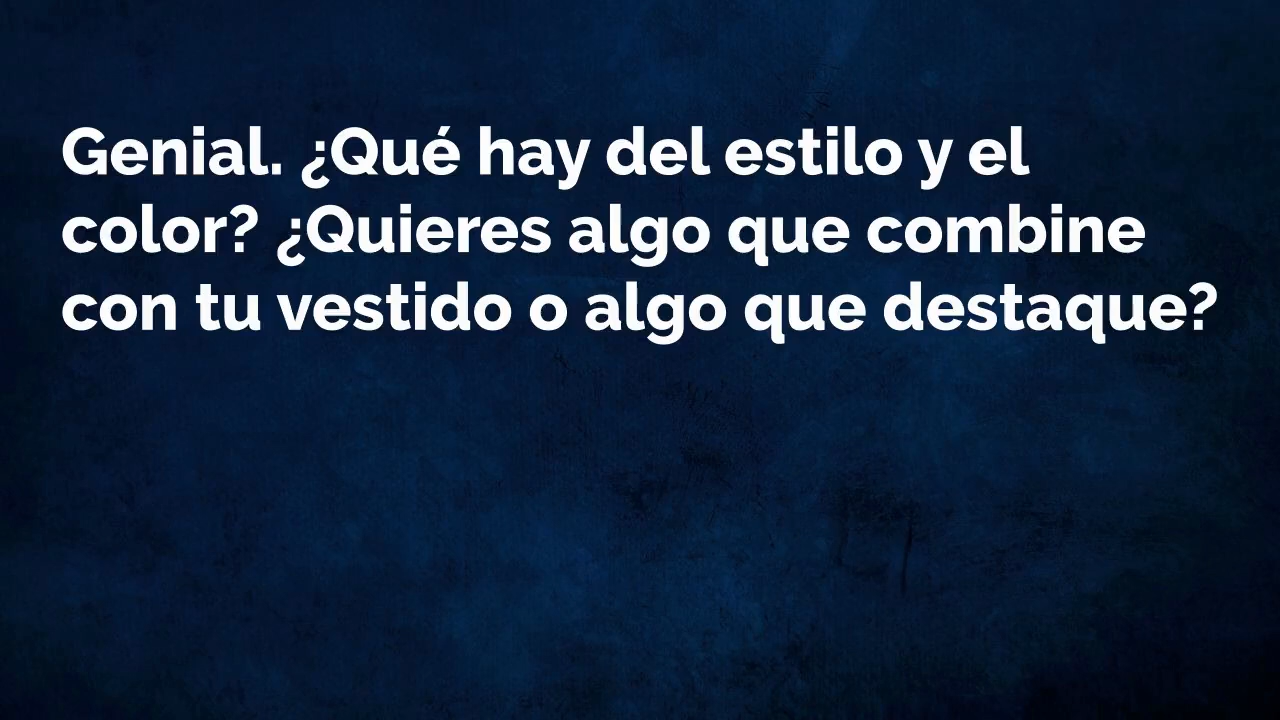 Genial. ¿Qué hay del estilo y el
color? ¿Quieres algo que combine
con tu vestido o algo que destaque?